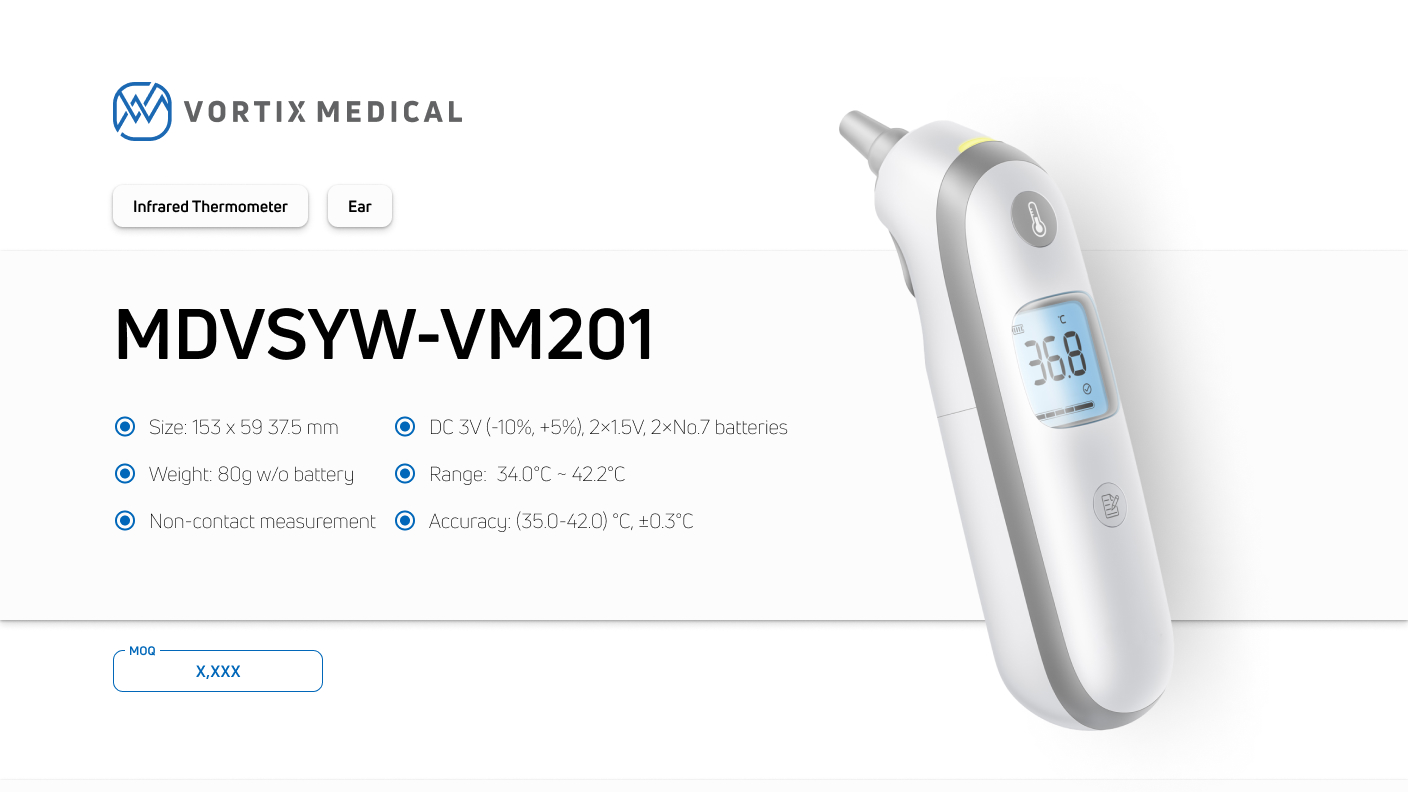 VORTIX MEDICAL
Infrared Thermometer
Ear
MDVSYW-VM201
Size: 153 x 59 37.5 mm
DC 3V (-10%, +5%), 2×1.5V, 2×No.7 batteries
Weight: 80g w/o battery
Range: 34.0°C ~ 42.2°C
Non-contact measurement
Accuracy: (35.0-42.0) °C, ±0.3°C
MOQ
X,XXX
°C
36.8